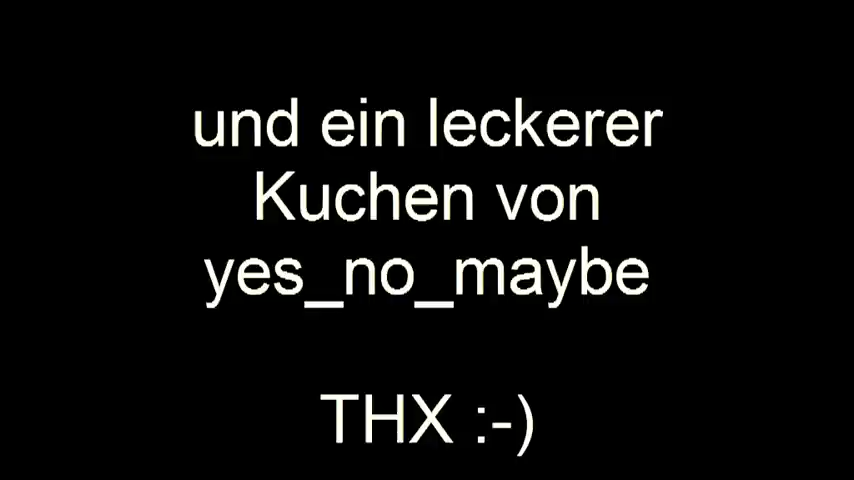 und ein leckerer
Kuchen von
yes_no_maybe
THX :-)